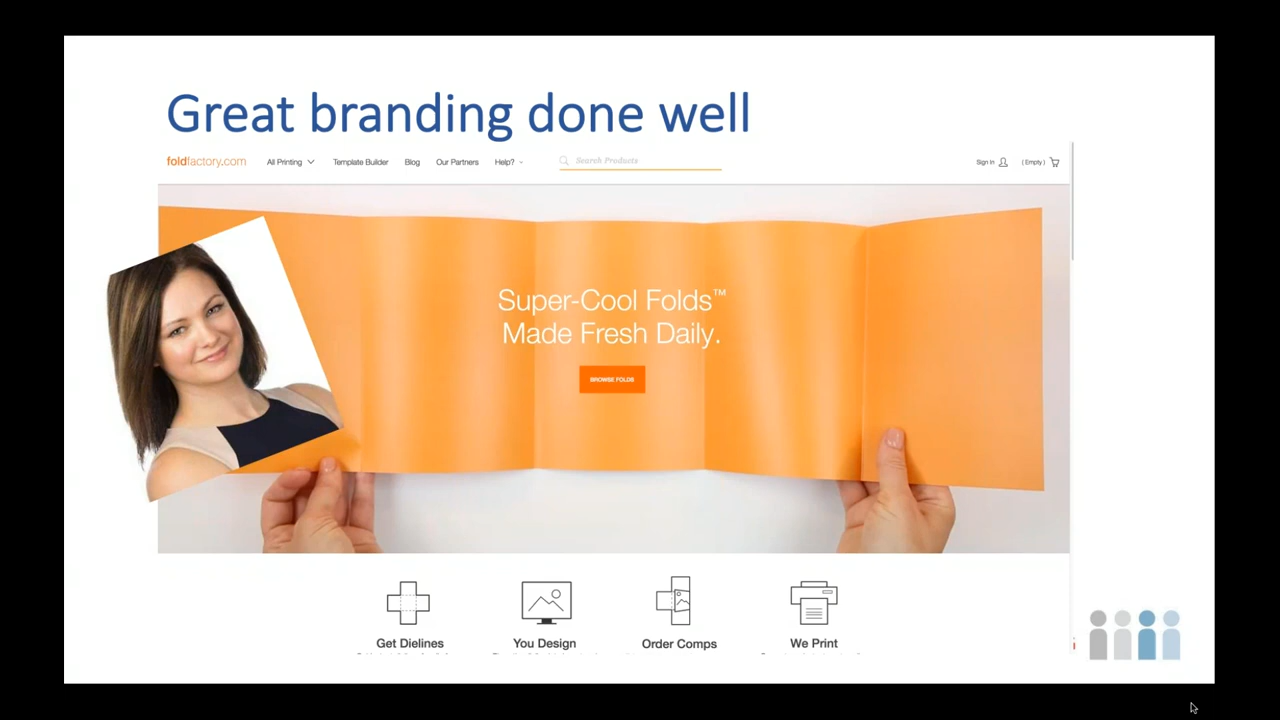 Great branding done well
foldfactory.com All Printing Template Builder Blog Our Partners Help? Search Products Sign In ( Empty )
Super-Cool Folds™
Made Fresh Daily.
BROWSE FOLDS
Get Dielines You Design Order Comps We Print